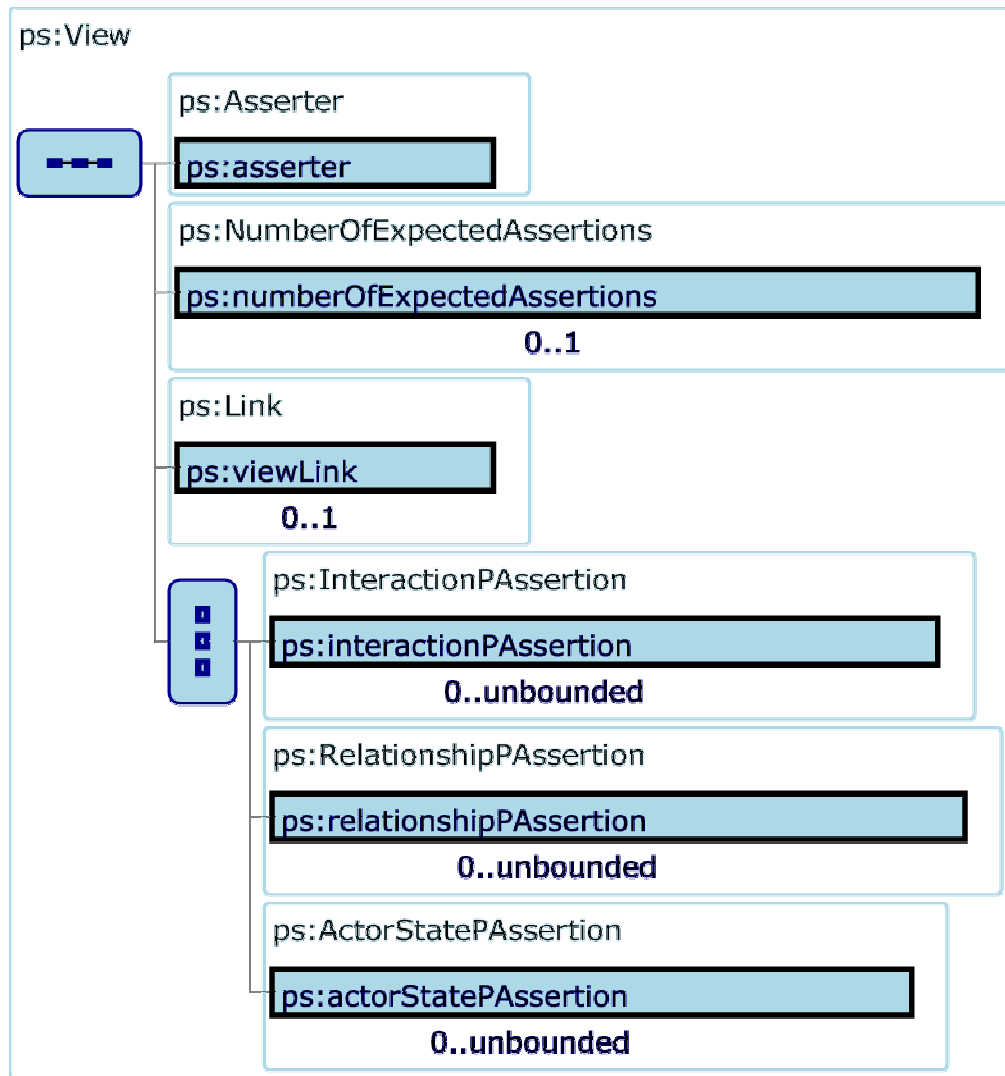 ps:View
ps:Asserter
ps:asserter
ps:NumberOfExpectedAssertions
ps:numberOfExpectedAssertions
0..1
ps:Link
ps:viewLink
0..1
ps:InteractionPAssertion
ps:interactionPAssertion
0..unbounded
ps:RelationshipPAssertion
ps:relationshipPAssertion
0..unbounded
ps:ActorStatePAssertion
ps:actorStatePAssertion
0..unbounded